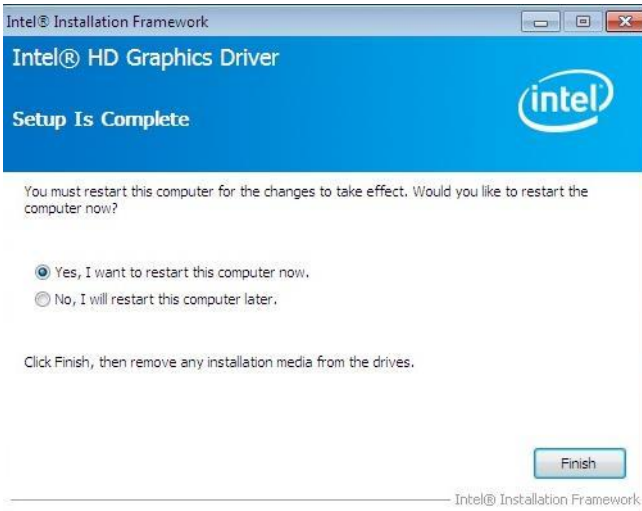 Intel® Installation Framework
Intel® HD Graphics Driver
intel
Setup Is Complete
You must restart this computer for the changes to take effect. Would you like to restart the
computer now?
Yes, I want to restart this computer now.
No, I will restart this computer later.
Click Finish, then remove any installation media from the drives.
Finish
Intel® Installation Framework